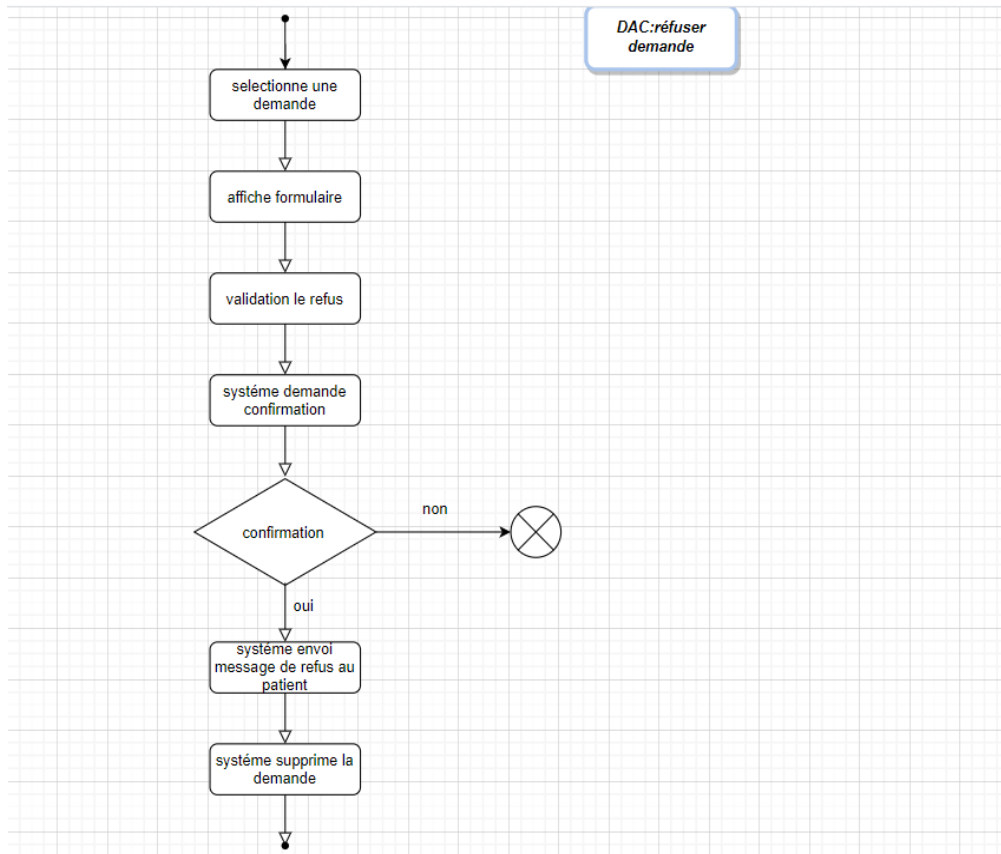 DAC:réfuser
demande
selectionne une
demande
affiche formulaire
validation le refus
systéme demande
confirmation
confirmation
non
oui
systéme envoi
message de refus au
patient
systéme supprime la
demande